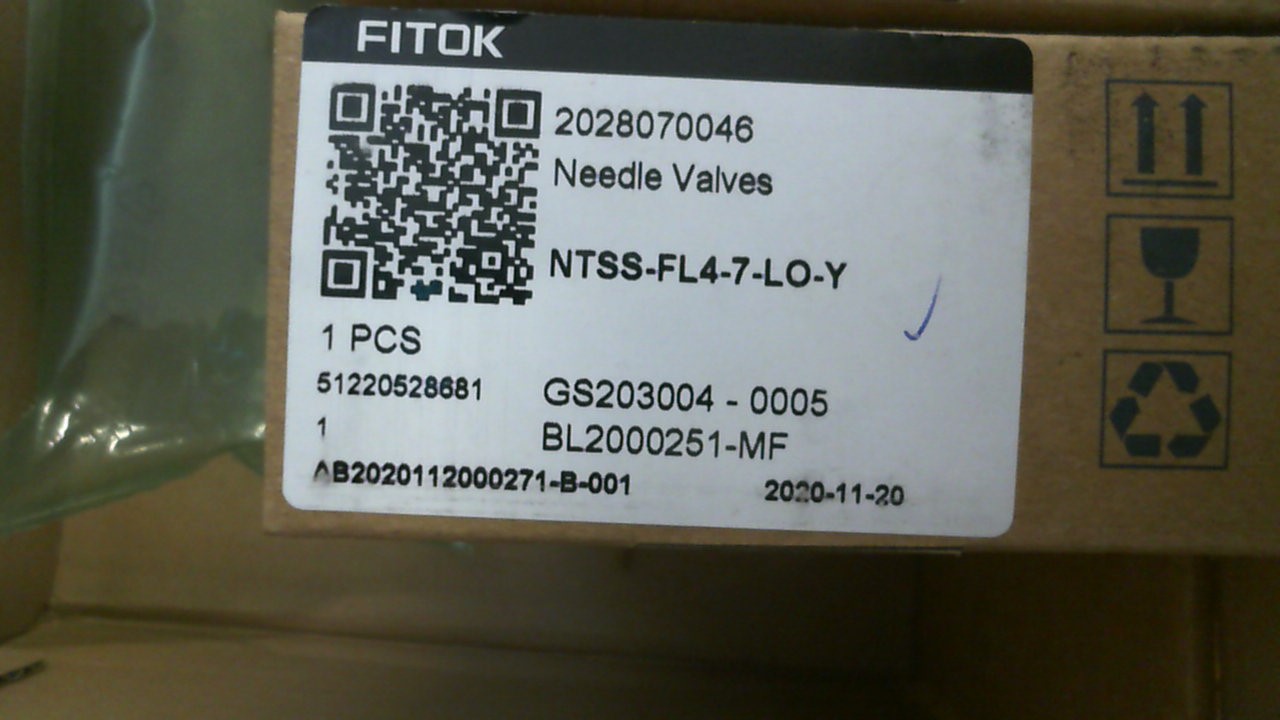 FITOK
2028070046
Needle Valves
NTSS-FL4-7-LO-Y
1 PCS
51220528681
GS203004 - 0005
1
BL2000251-MF
AB2020112000271-B-001
2020-11-20